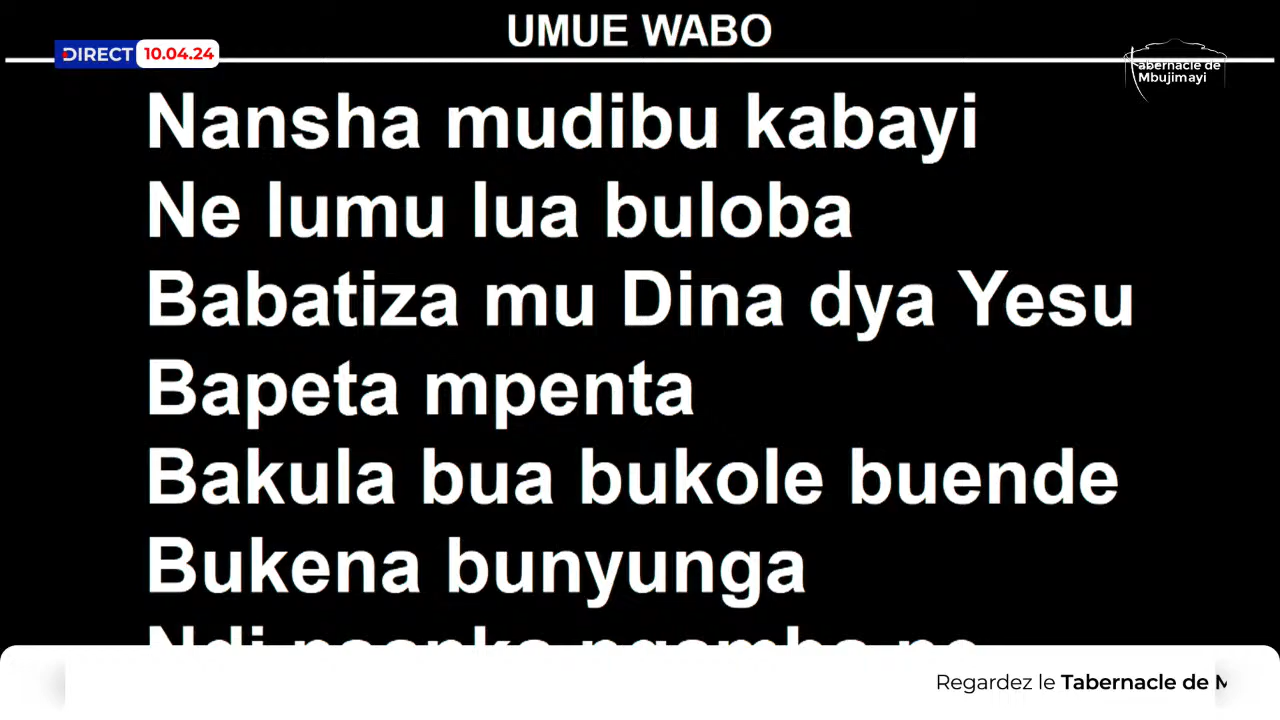 UMUE WABO
DIRECT 10.04.24
Tabernacle de
Mbujimayi
Nansha mudibu kabayi
Ne lumu lua buloba
Babatiza mu Dina dya Yesu
Bapeta mpenta
Bakula bua bukole buende
Bukena bunyunga
Regardez le Tabernacle de